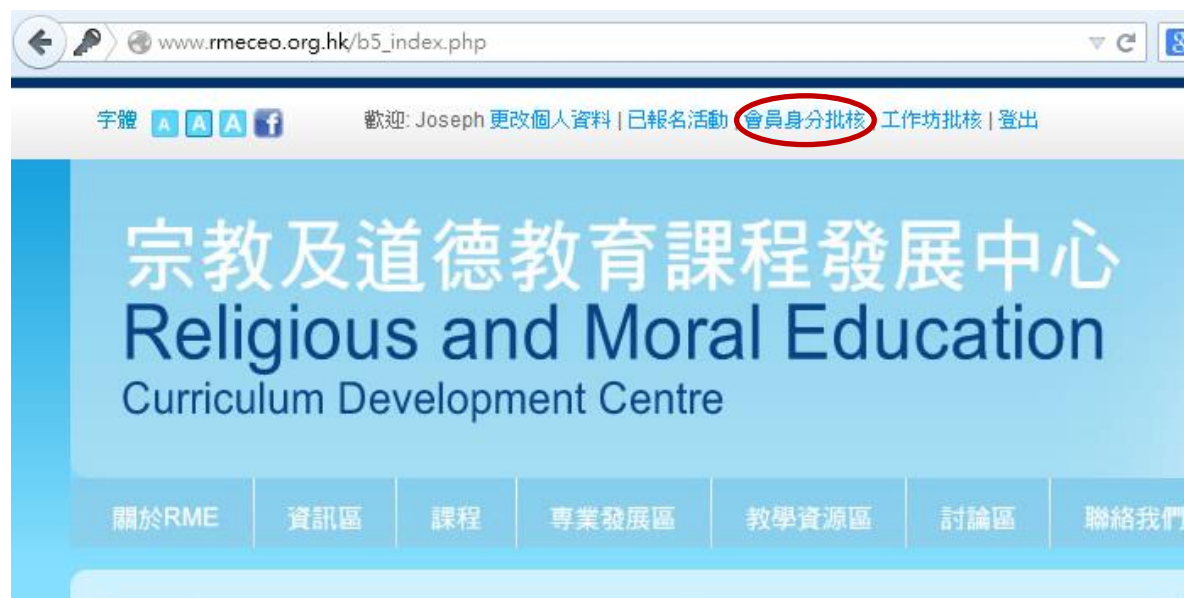 www.rmeceo.org.hk/b5_index.php
字體 A A A f 歡迎: Joseph 更改個人資料 | 已報名活動 | 會員身分批核 | 工作坊批核 | 登出
宗教及道德教育課程發展中心
Religious and Moral Education
Curriculum Development Centre
關於RME 資訊區 課程 專業發展區 教學資源區 討論區 聯絡我們